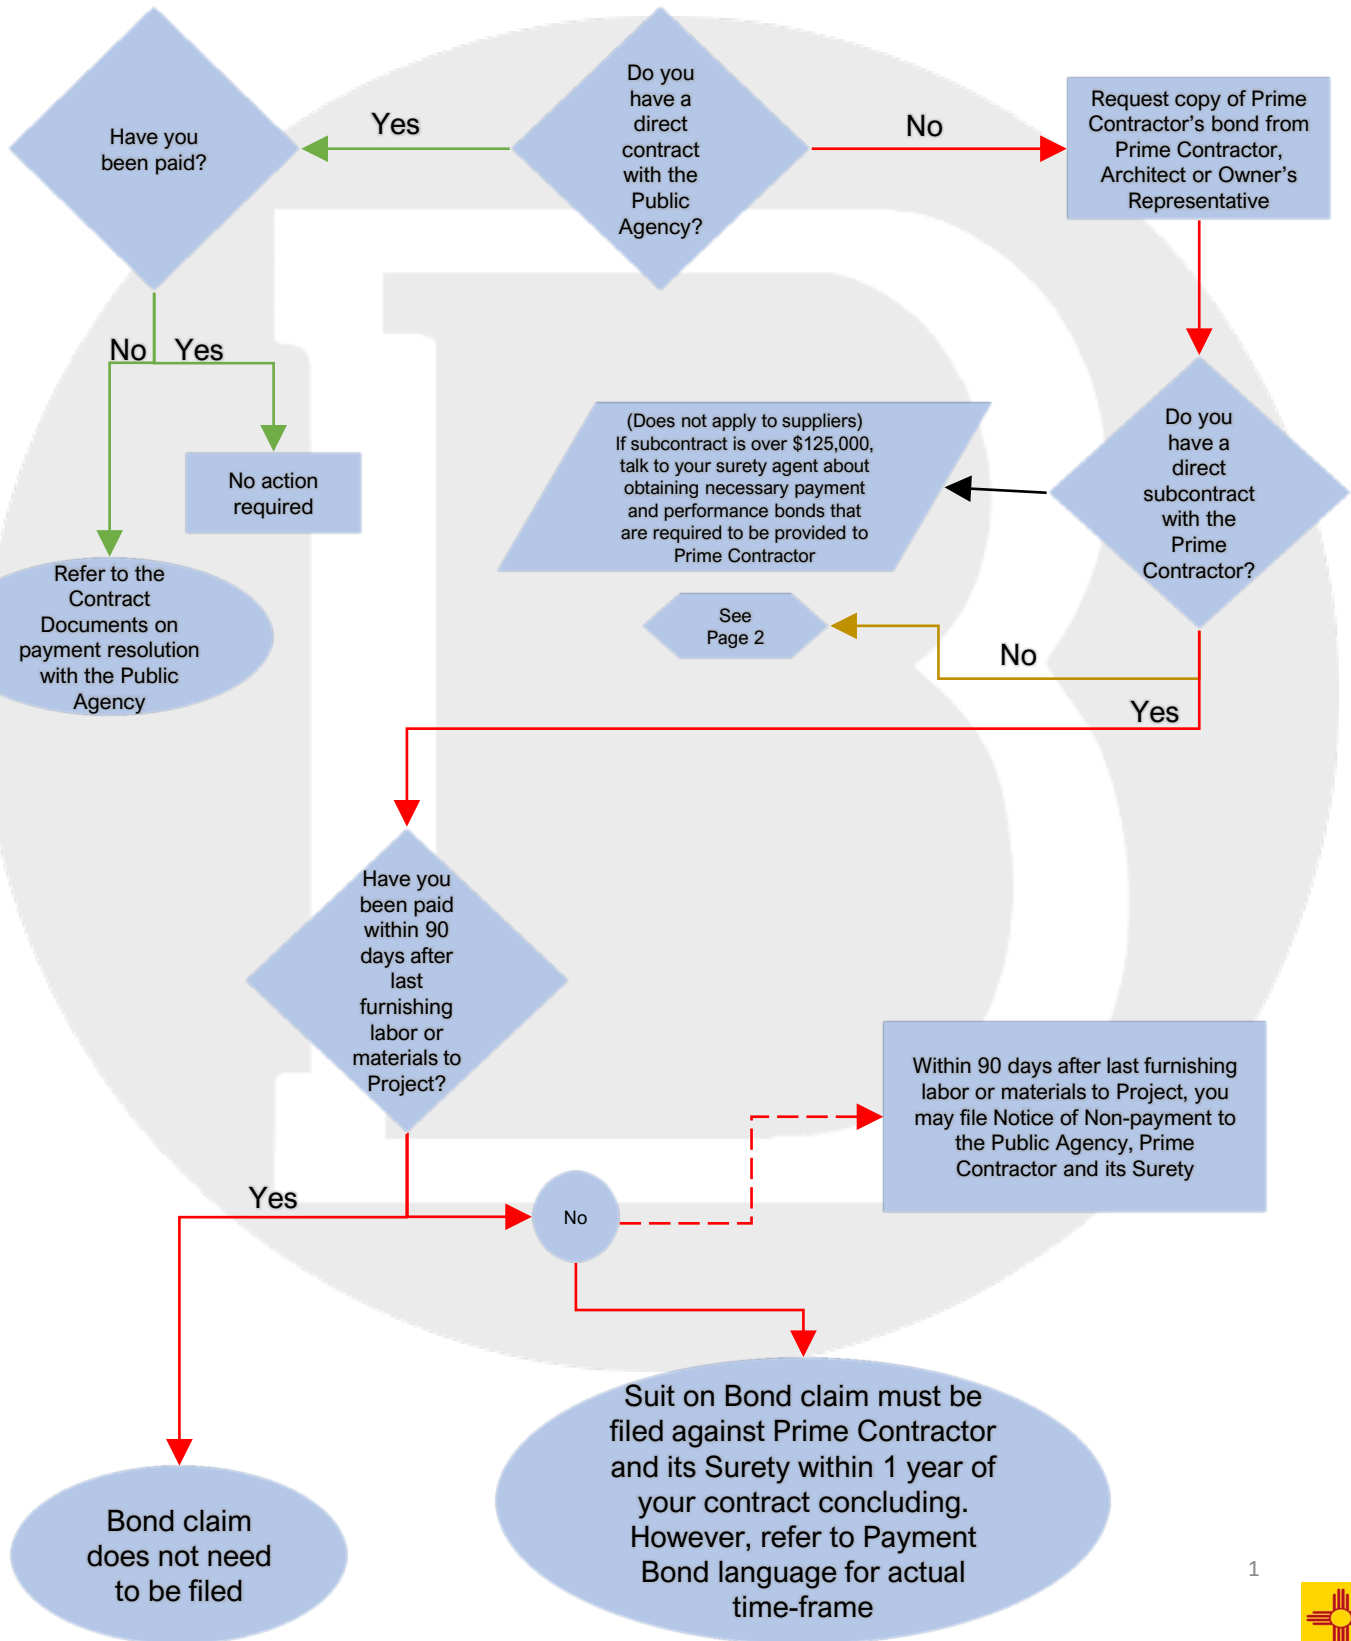 Have you
been paid?
Yes
Do you
have a
direct
contract
with the
Public
Agency?
No
Request copy of Prime
Contractor’s bond from
Prime Contractor,
Architect or Owner’s
Representative
No
Yes
No action
required
Refer to the
Contract
Documents on
payment resolution
with the Public
Agency
(Does not apply to suppliers)
If subcontract is over $125,000,
talk to your surety agent about
obtaining necessary payment
and performance bonds that
are required to be provided to
Prime Contractor
Do you
have a
direct
subcontract
with the
Prime
Contractor?
See
Page 2
No
Yes
Have you
been paid
within 90
days after
last
furnishing
labor or
materials to
Project?
Within 90 days after last furnishing
labor or materials to Project, you
may file Notice of Non-payment to
the Public Agency, Prime
Contractor and its Surety
Yes
No
Bond claim
does not need
to be filed
Suit on Bond claim must be
filed against Prime Contractor
and its Surety within 1 year of
your contract concluding.
However, refer to Payment
Bond language for actual
time-frame
1